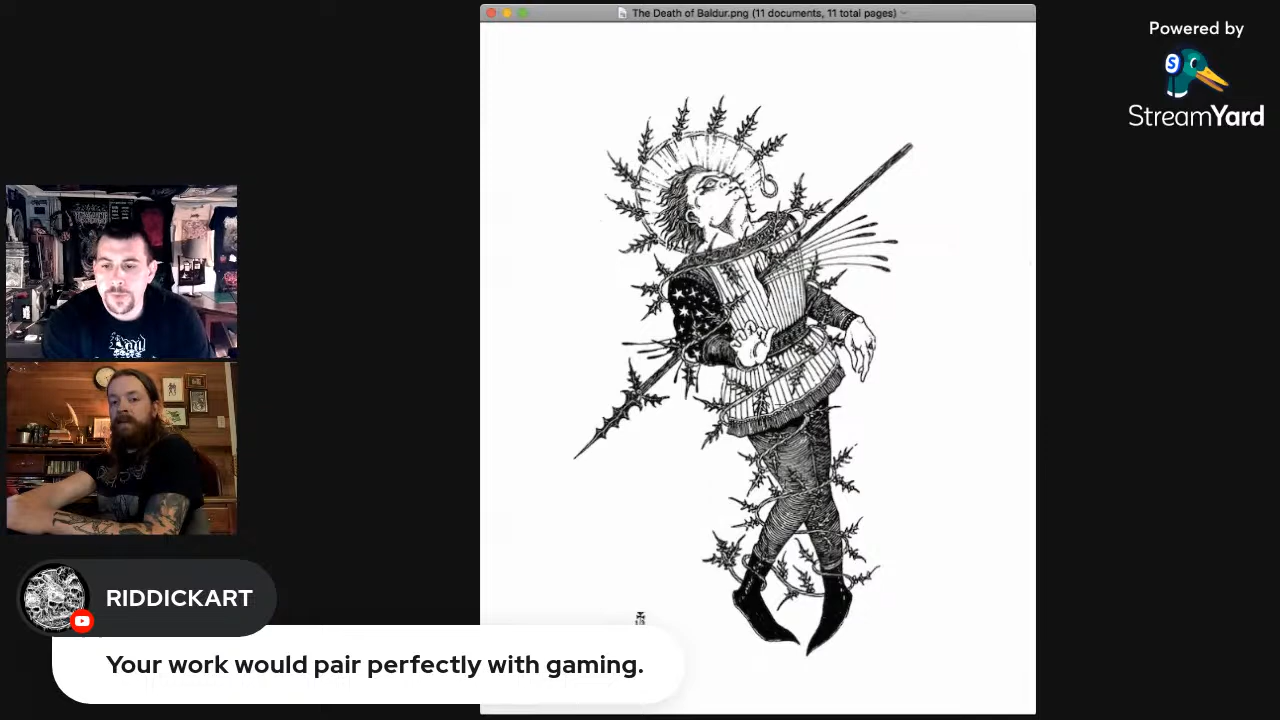 The Death of Baldur.png (11 documents, 11 total pages)
Powered by
S
StreamYard
RIDDICKART
Your work would pair perfectly with gaming.